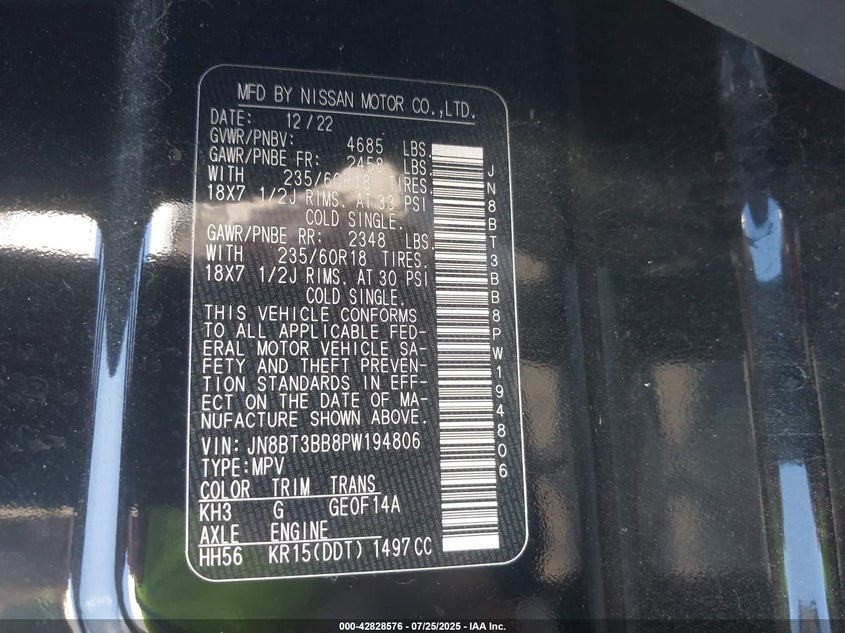 MFD BY NISSAN MOTOR CO.,LTD.
DATE: 12/22
GVWR/PNBV: 4685 LBS.
GAWR/PNBE FR: 2458 LBS.
WITH 235/60R18 TIRES.
18X7 1/2J RIMS. AT 33 PSI
COLD SINGLE.
GAWR/PNBE RR: 2348 LBS.
WITH 235/60R18 TIRES.
18X7 1/2J RIMS. AT 30 PSI
COLD SINGLE.
THIS VEHICLE CONFORMS
TO ALL APPLICABLE FED-
ERAL MOTOR VEHICLE SA-
FETY AND THEFT PREVEN-
TION STANDARDS IN EFF-
ECT ON THE DATE OF MA-
NUFACTURE SHOWN ABOVE.
VIN: JN8BT3BB8PW194806
TYPE:MPV
COLOR TRIM TRANS
KH3 G GE0F14A
AXLE ENGINE
HH56 KR15(DDT) 1497CC
JN8BT3BB8PW194806
000-42828576 - 07/25/2025 - IAA Inc.